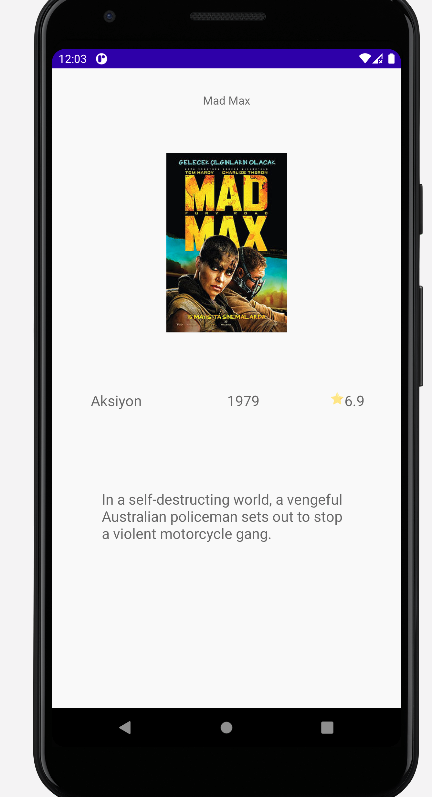 12:03
Mad Max
GELECEK ÇILGINLARIN OLACAK
TOM HARDY CHARLIZE THERON
MAD
FURY ROAD
MAX
15 MAYIS'TA SİNEMALARDA
Aksiyon 1979 ⭐6.9
In a self-destructing world, a vengeful
Australian policeman sets out to stop
a violent motorcycle gang.